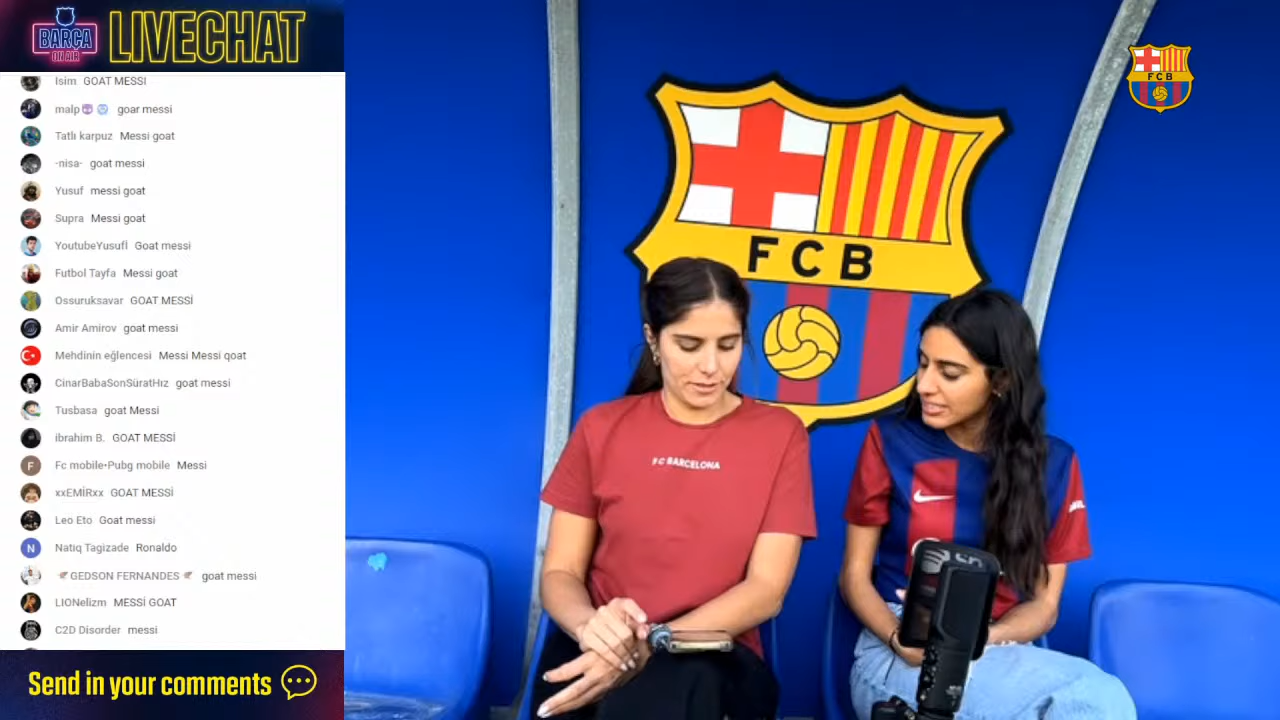 BARÇA
ON AIR
LIVECHAT
Isim GOAT MESSI
malp😈🥶 goar messi
Tatlı karpuz Messi goat
-nisa- goat messi
Yusuf messi goat
Supra Messi goat
YoutubeYusufİ Goat messi
Futbol Tayfa Messi goat
Ossuruksavar GOAT MESSİ
Amir Amirov goat messi
Mehdinin eğlencesi Messi Messi qoat
CinarBabaSonSüratHız goat messi
Tusbasa goat Messi
ibrahim B. GOAT MESSİ
F Fc mobile•Pubg mobile Messi
xxEMİRxx GOAT MESSİ
Leo Eto Goat messi
N Natıq Tagizade Ronaldo
🦅GEDSON FERNANDES🦅 goat messi
LIONelizm MESSİ GOAT
C2D Disorder messi
Send in your comments
FCB
FCB
FC BARCELONA